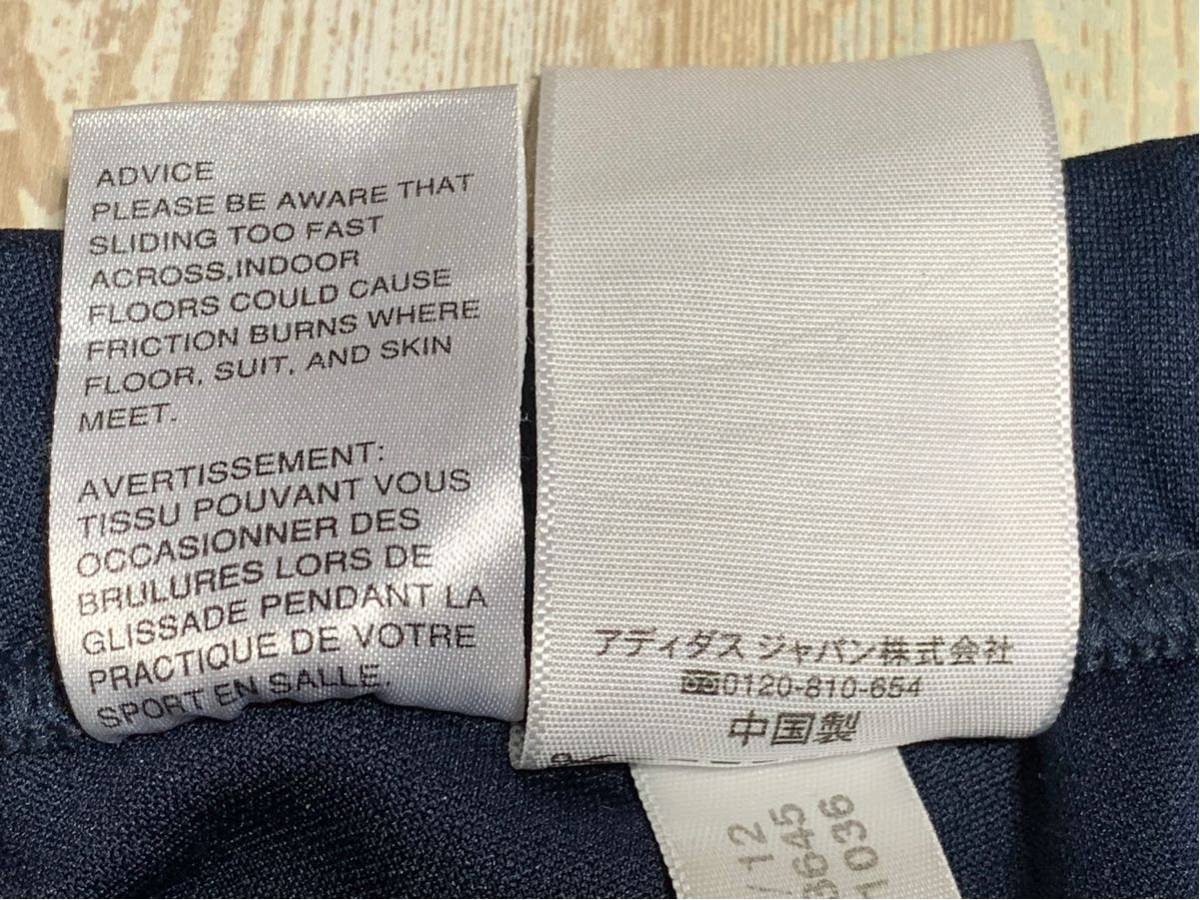 ADVICE
PLEASE BE AWARE THAT
SLIDING TOO FAST
ACROSS,INDOOR
FLOORS COULD CAUSE
FRICTION BURNS WHERE
FLOOR, SUIT, AND SKIN
MEET.
AVERTISSEMENT:
TISSU POUVANT VOUS
OCCASIONNER DES
BRULURES LORS DE
GLISSADE PENDANT LA
PRACTIQUE DE VOTRE
SPORT EN SALLE.
アディダス ジャパン株式会社
0120-810-654
中国製
/12
3645
1036